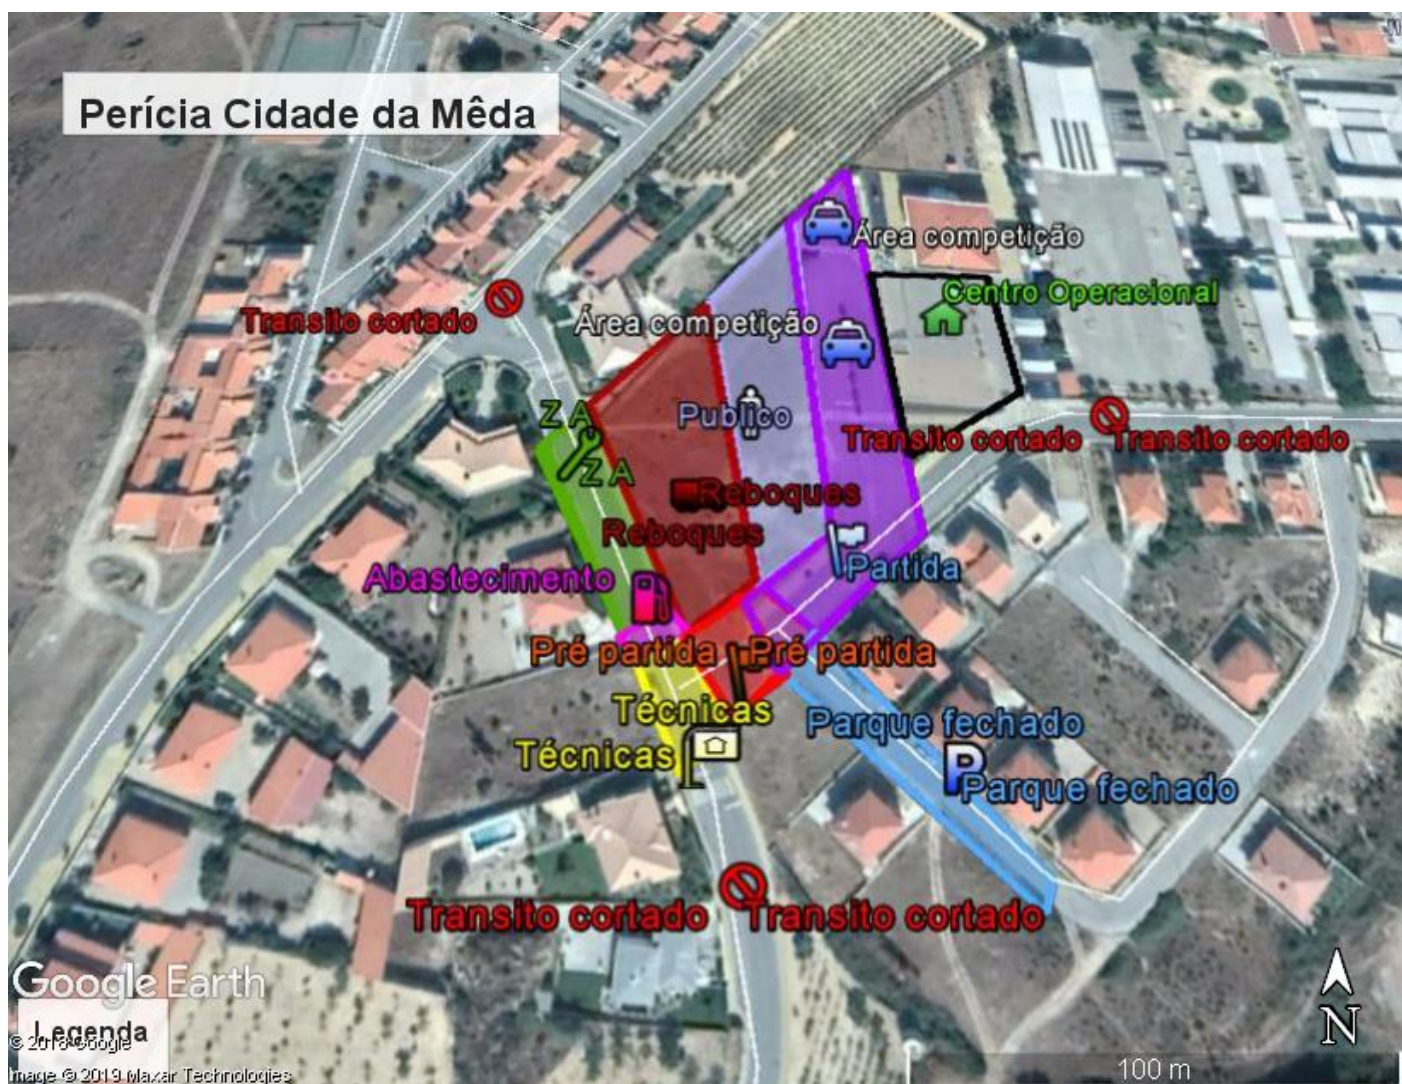 Perícia Cidade da Mêda
Área competição
Centro Operacional
Transito cortado
Área competição
Z A
Publico
Transito cortado
Transito cortado
Z A
Reboques
Reboques
Abastecimento
Partida
Pré partida
Pré partida
Técnicas
Parque fechado
Técnicas
P
Parque fechado
Transito cortado
Transito cortado
Google Earth
Legenda
© 2018 Google
Image © 2019 Maxar Technologies
100 m
N